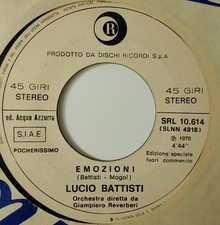 R
PRODOTTO DA DISCHI RICORDI S.p.A
45 GIRI
STEREO
45 GIRI
STEREO
ed. Acqua Azzurra
S.I.A.E.
POCHERISSIMO
SRL 10.614
(SLNN 4918)
℗ 1970
4'44"
Edizione speciale
fuori commercio
EMOZIONI
(Battisti - Mogol)
LUCIO BATTISTI
Orchestra diretta da
Giampiero Reverberi